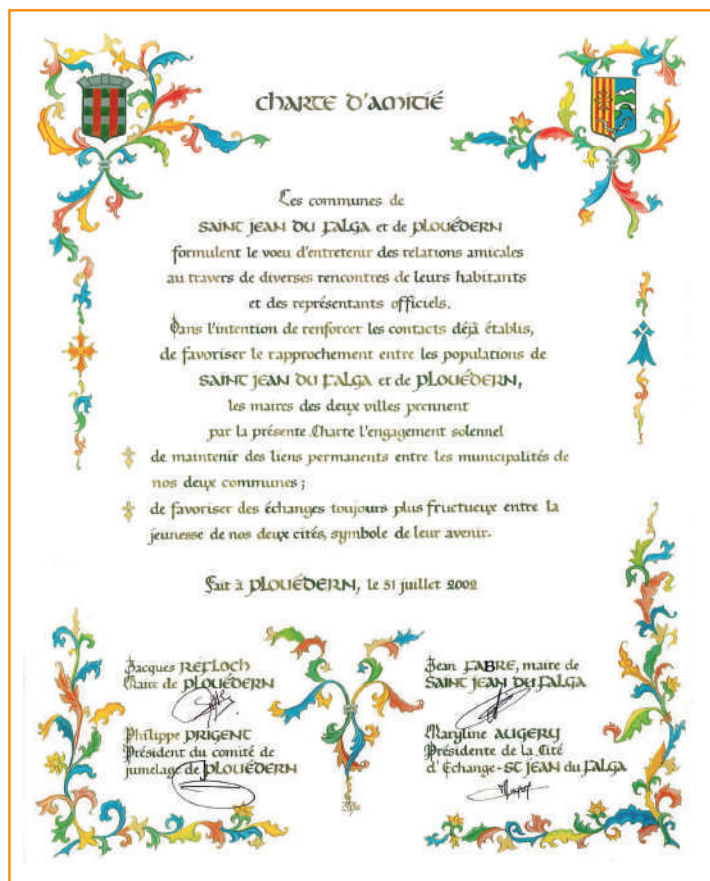 CHARTE D'AMITIÉ
Les communes de
SAINT JEAN DU FALGA et de PLOUÉDERN
formulent le voeu d'entretenir des relations amicales
au travers de diverses rencontres de leurs habitants
et des représentants officiels.
Dans l'intention de renforcer les contacts déjà établis,
de favoriser le rapprochement entre les populations de
SAINT JEAN DU FALGA et de PLOUÉDERN,
les maires des deux villes prennent
par la présente Charte l'engagement solennel
de maintenir des liens permanents entre les municipalités de
nos deux communes ;
de favoriser des échanges toujours plus fructueux entre la
jeunesse de nos deux cités, symbole de leur avenir.
Fait à PLOUÉDERN, le 31 juillet 2002
Jacques RÉFLOCH
Maire de PLOUÉDERN
Philippe PRIGENT
Président du comité de
jumelage de PLOUÉDERN
Jean FABRE, maire de
SAINT JEAN DU FALGA
Maryline AUGERY
Présidente de la Cité
d'Échange-ST JEAN du FALGA